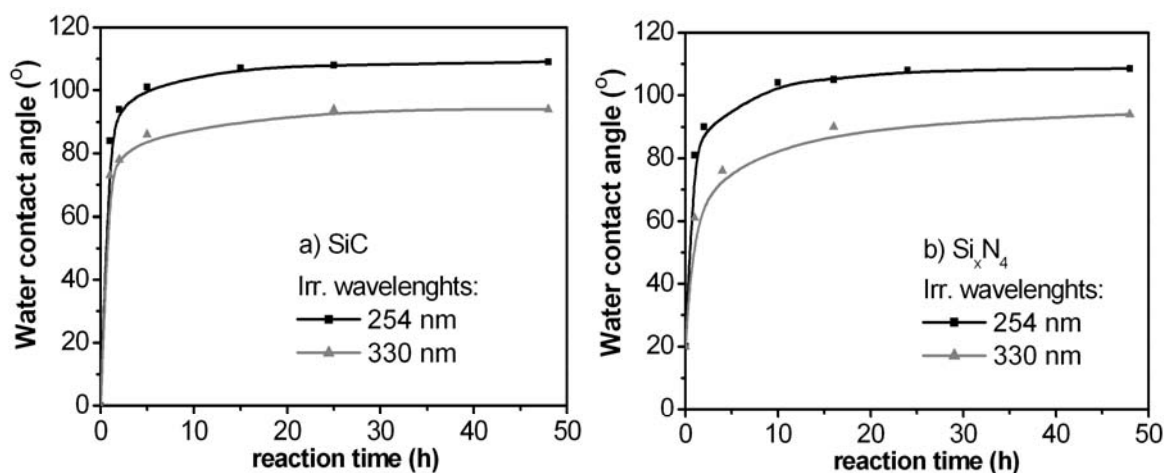 120
100
80
60
40
20
0
Water contact angle (°)
a) SiC
Irr. wavelenghts:
254 nm
330 nm
0 10 20 30 40 50
reaction time (h)
120
100
80
60
40
20
0
Water contact angle (°)
b) SiₓN₄
Irr. wavelenghts:
254 nm
330 nm
0 10 20 30 40 50
reaction time (h)